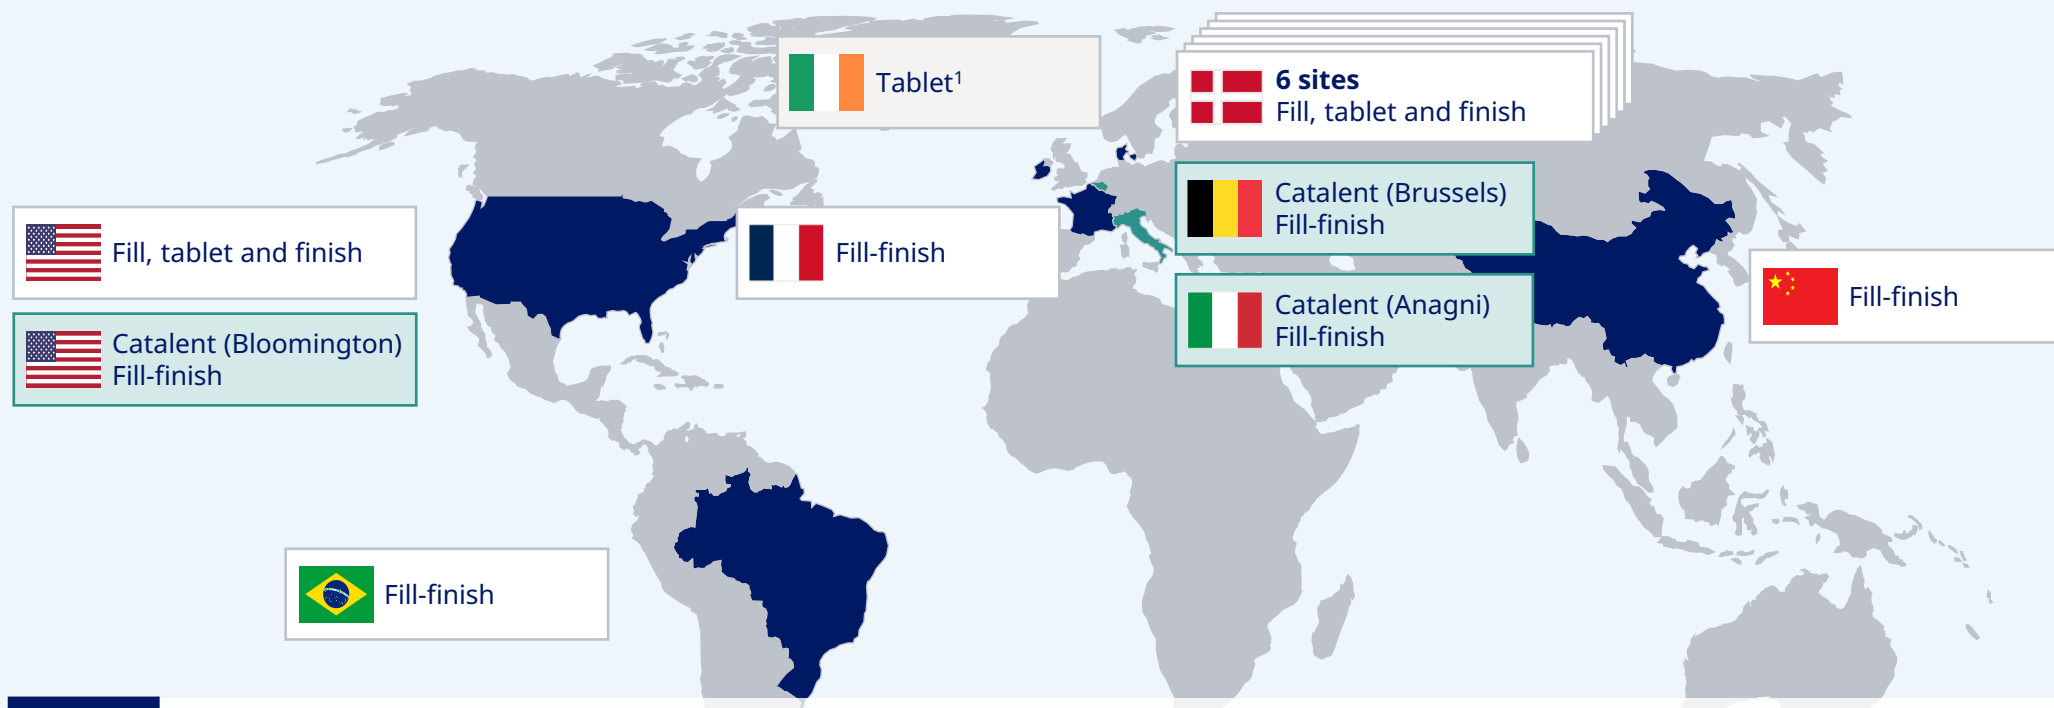 Tablet¹
6 sites
Fill, tablet and finish
Catalent (Brussels)
Fill-finish
Fill, tablet and finish
Fill-finish
Catalent (Anagni)
Fill-finish
Fill-finish
Catalent (Bloomington)
Fill-finish
Fill-finish